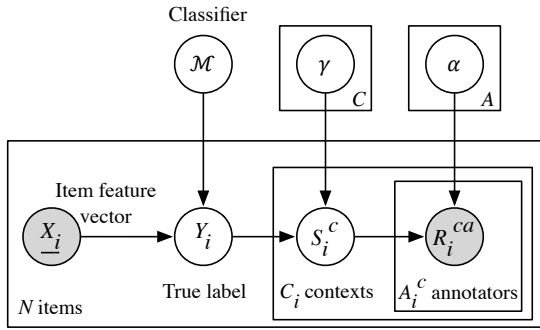 Classifier
ℳ
γ
C
α
A
Item feature
vector
X_i
Y_i
S_i^c
R_i^{ca}
True label
C_i contexts
A_i^c annotators
N items